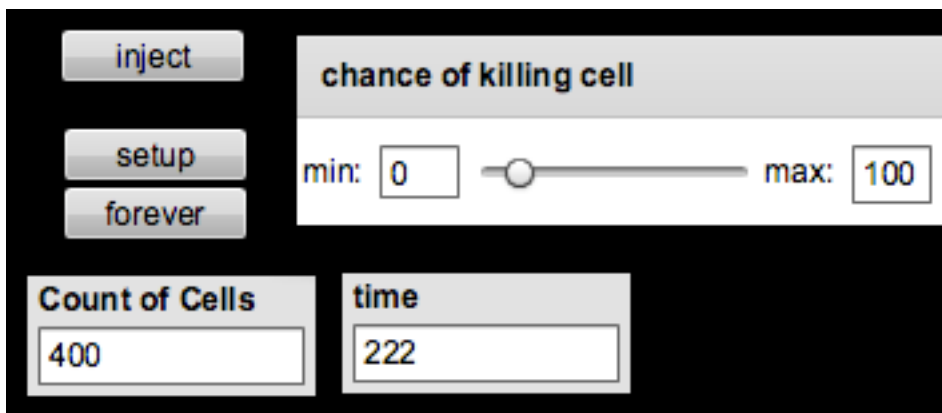 inject
chance of killing cell
setup
min: 0 max: 100
forever
Count of Cells
400
time
222